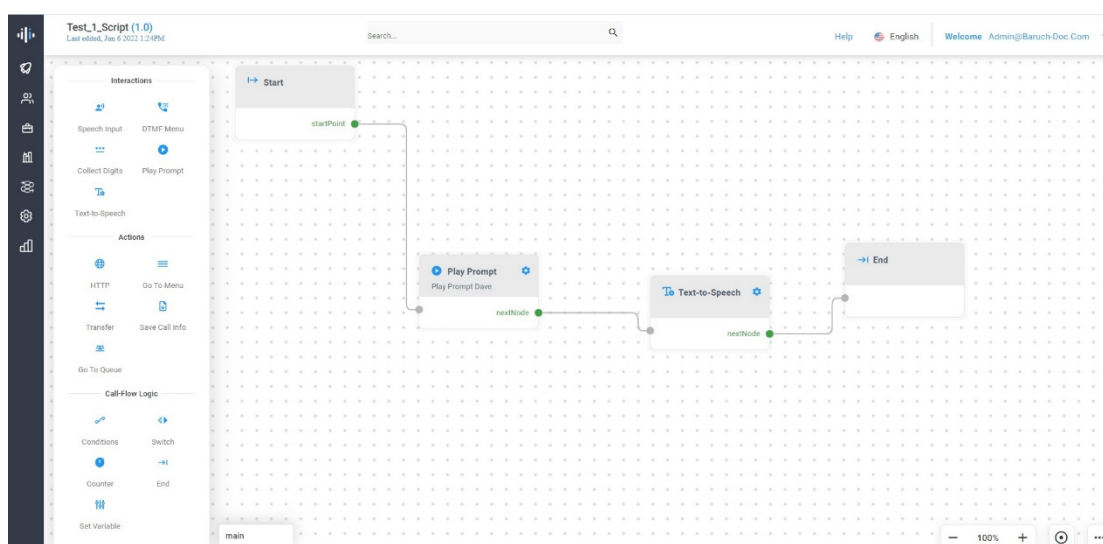 Test_1_Script (1.0)
Last edited, Jan 6 2022 1:24PM
Search...
Help
English
Welcome Admin@Baruch-Doc.Com
Interactions
Speech Input
DTMF Menu
Collect Digits
Play Prompt
Text-to-Speech
Actions
HTTP
Go To Menu
Transfer
Save Call Info
Go To Queue
Call-Flow Logic
Conditions
Switch
Counter
End
Set Variable
Start
startPoint
Play Prompt
Play Prompt Dave
nextNode
Text-to-Speech
nextNode
End
main
100%